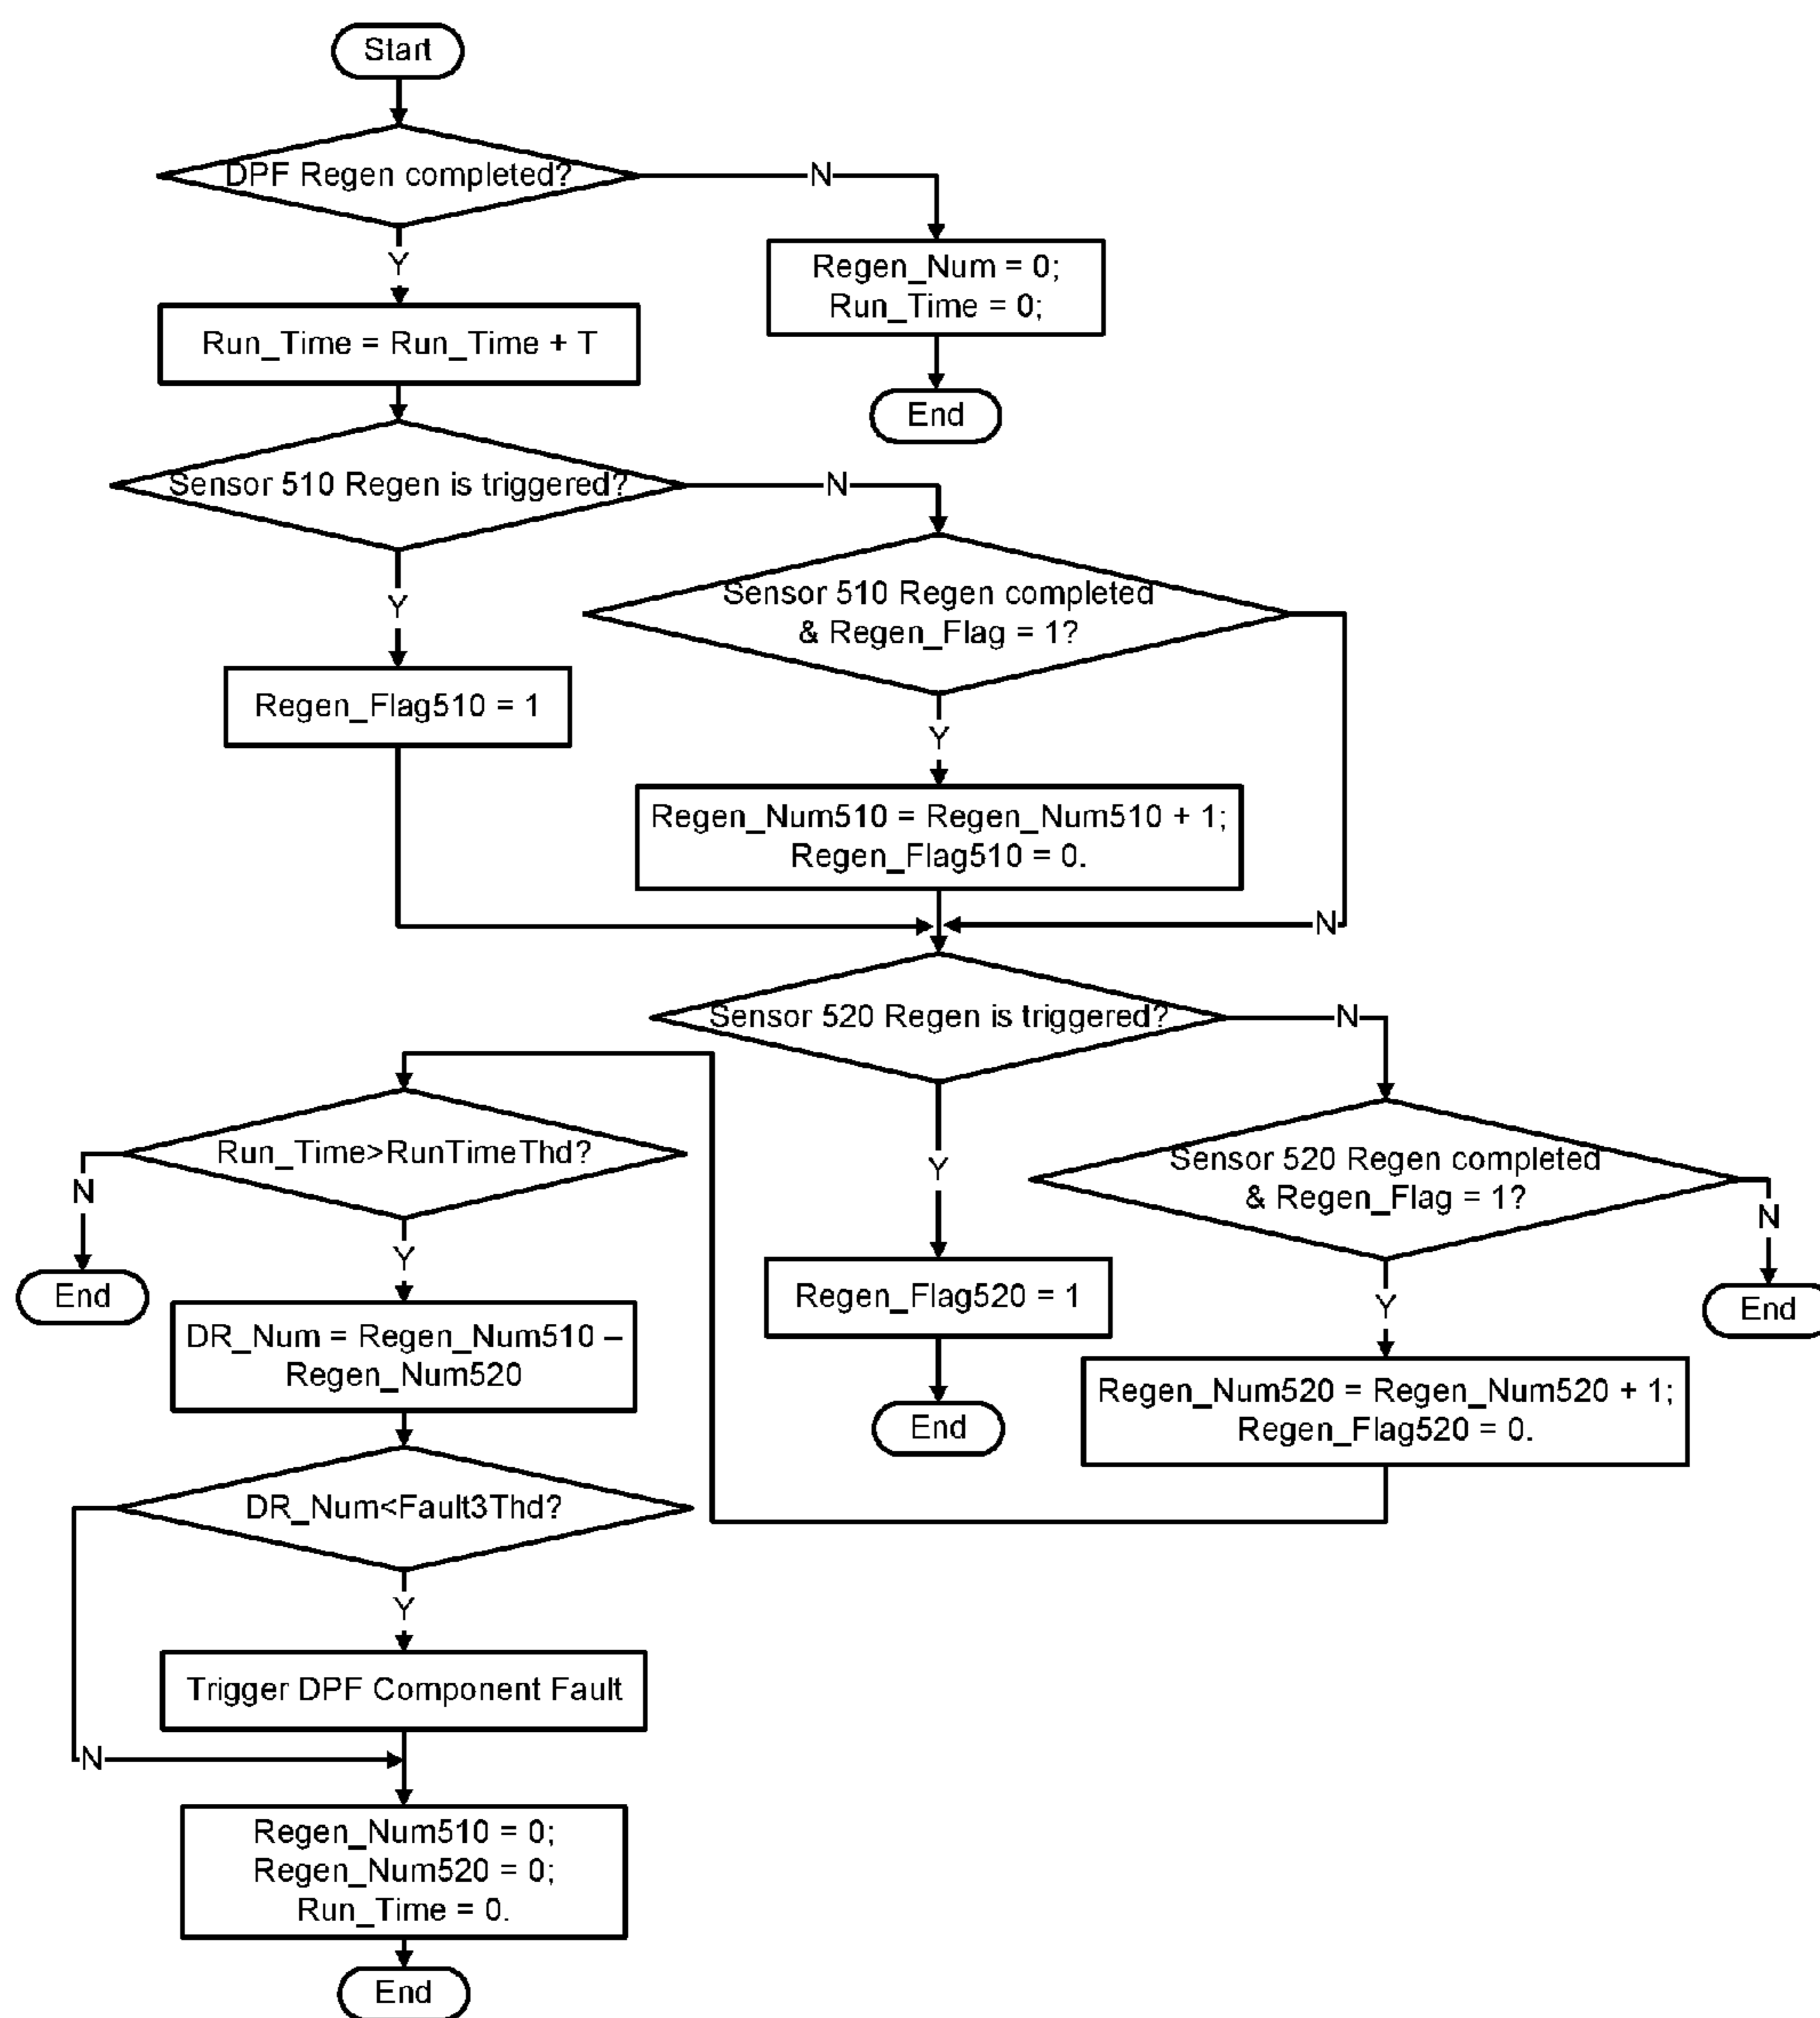 Start
DPF Regen completed?
N
Y
Regen_Num = 0;
Run_Time = 0;
End
Run_Time = Run_Time + T
Sensor 510 Regen is triggered?
N
Y
Sensor 510 Regen completed
& Regen_Flag = 1?
Y
N
Regen_Flag510 = 1
Regen_Num510 = Regen_Num510 + 1;
Regen_Flag510 = 0.
Sensor 520 Regen is triggered?
N
Y
Sensor 520 Regen completed
& Regen_Flag = 1?
N
End
Y
Regen_Flag520 = 1
End
Regen_Num520 = Regen_Num520 + 1;
Regen_Flag520 = 0.
Run_Time>RunTimeThd?
N
End
Y
DR_Num = Regen_Num510 –
Regen_Num520
DR_Num<Fault3Thd?
Y
Trigger DPF Component Fault
N
Regen_Num510 = 0;
Regen_Num520 = 0;
Run_Time = 0.
End